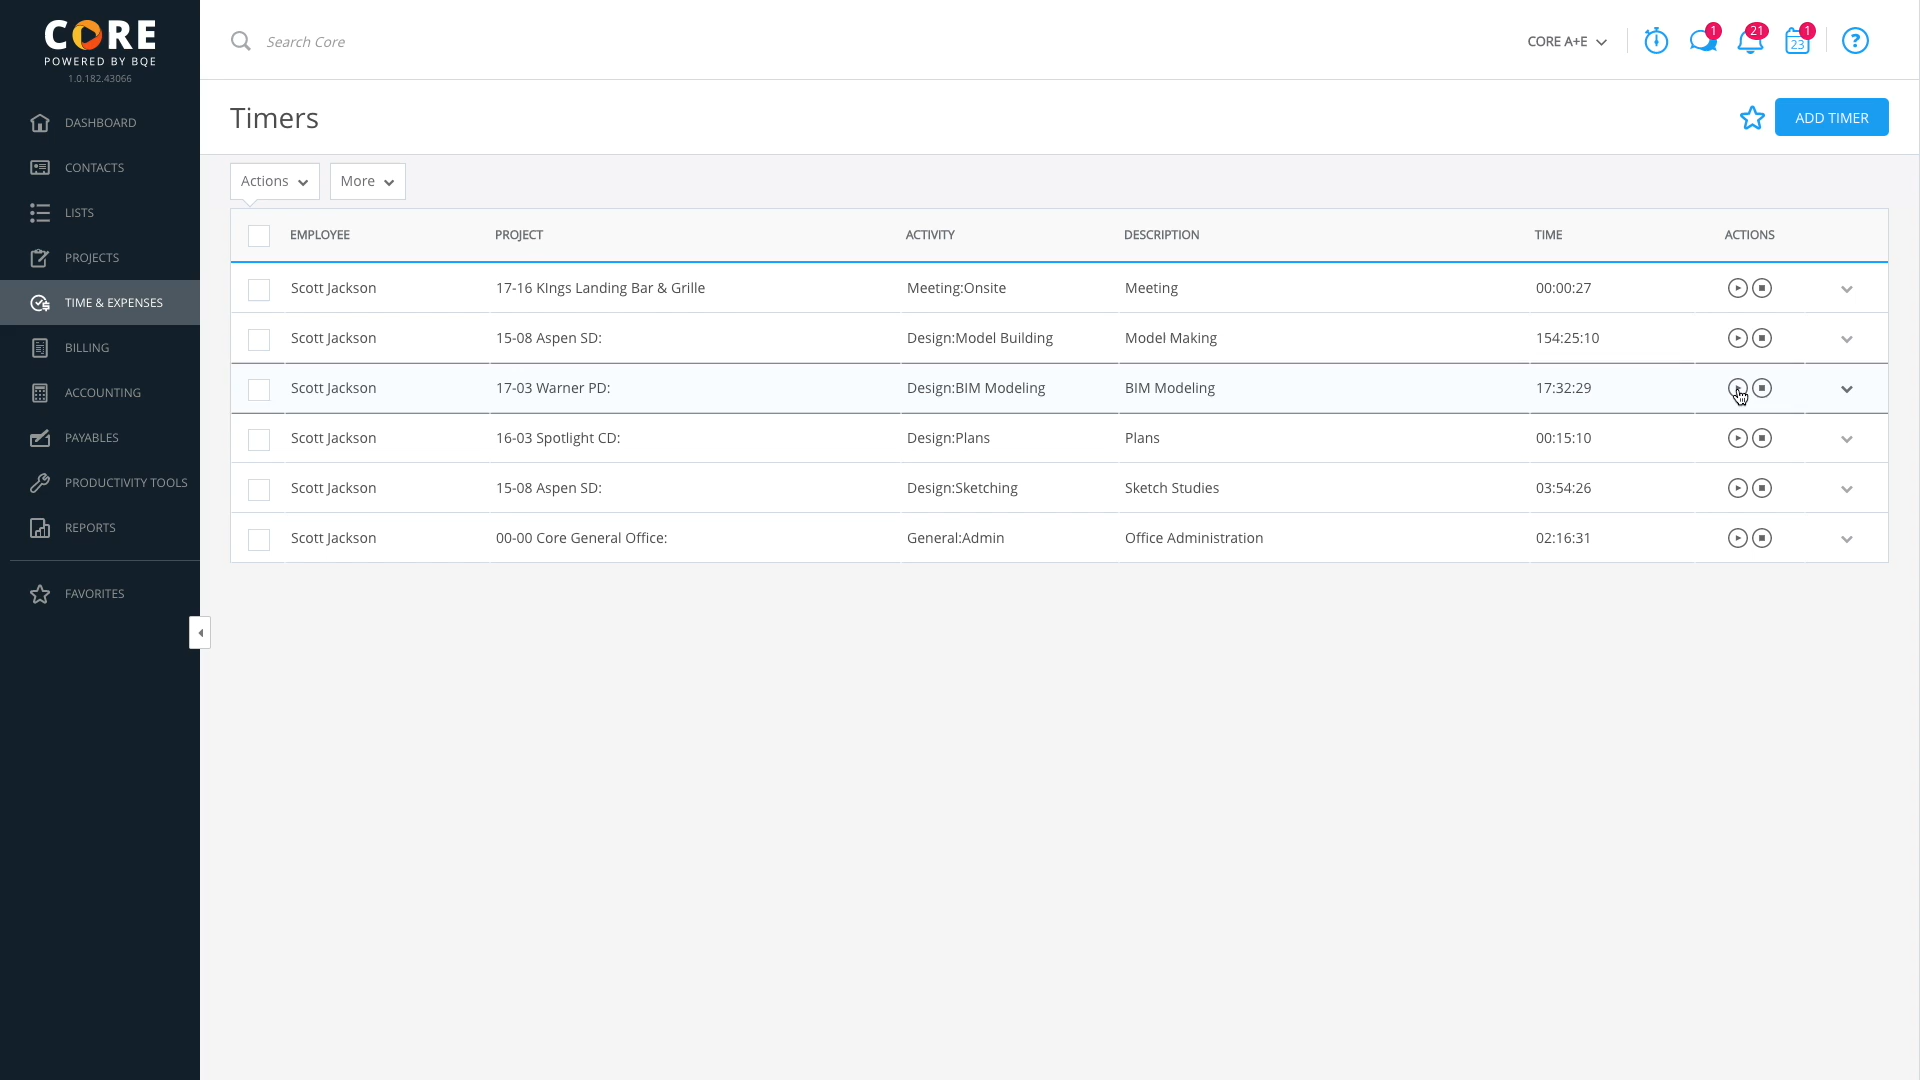 CORE
POWERED BY BQE
1.0.182.43066
Search Core
CORE A+E
1
21
1
23
?
DASHBOARD
CONTACTS
LISTS
PROJECTS
TIME & EXPENSES
BILLING
ACCOUNTING
PAYABLES
PRODUCTIVITY TOOLS
REPORTS
FAVORITES
Timers
ADD TIMER
Actions
More
EMPLOYEE PROJECT ACTIVITY DESCRIPTION TIME ACTIONS
Scott Jackson 17-16 KIngs Landing Bar & Grille Meeting:Onsite Meeting 00:00:27
Scott Jackson 15-08 Aspen SD: Design:Model Building Model Making 154:25:10
Scott Jackson 17-03 Warner PD: Design:BIM Modeling BIM Modeling 17:32:29
Scott Jackson 16-03 Spotlight CD: Design:Plans Plans 00:15:10
Scott Jackson 15-08 Aspen SD: Design:Sketching Sketch Studies 03:54:26
Scott Jackson 00-00 Core General Office: General:Admin Office Administration 02:16:31